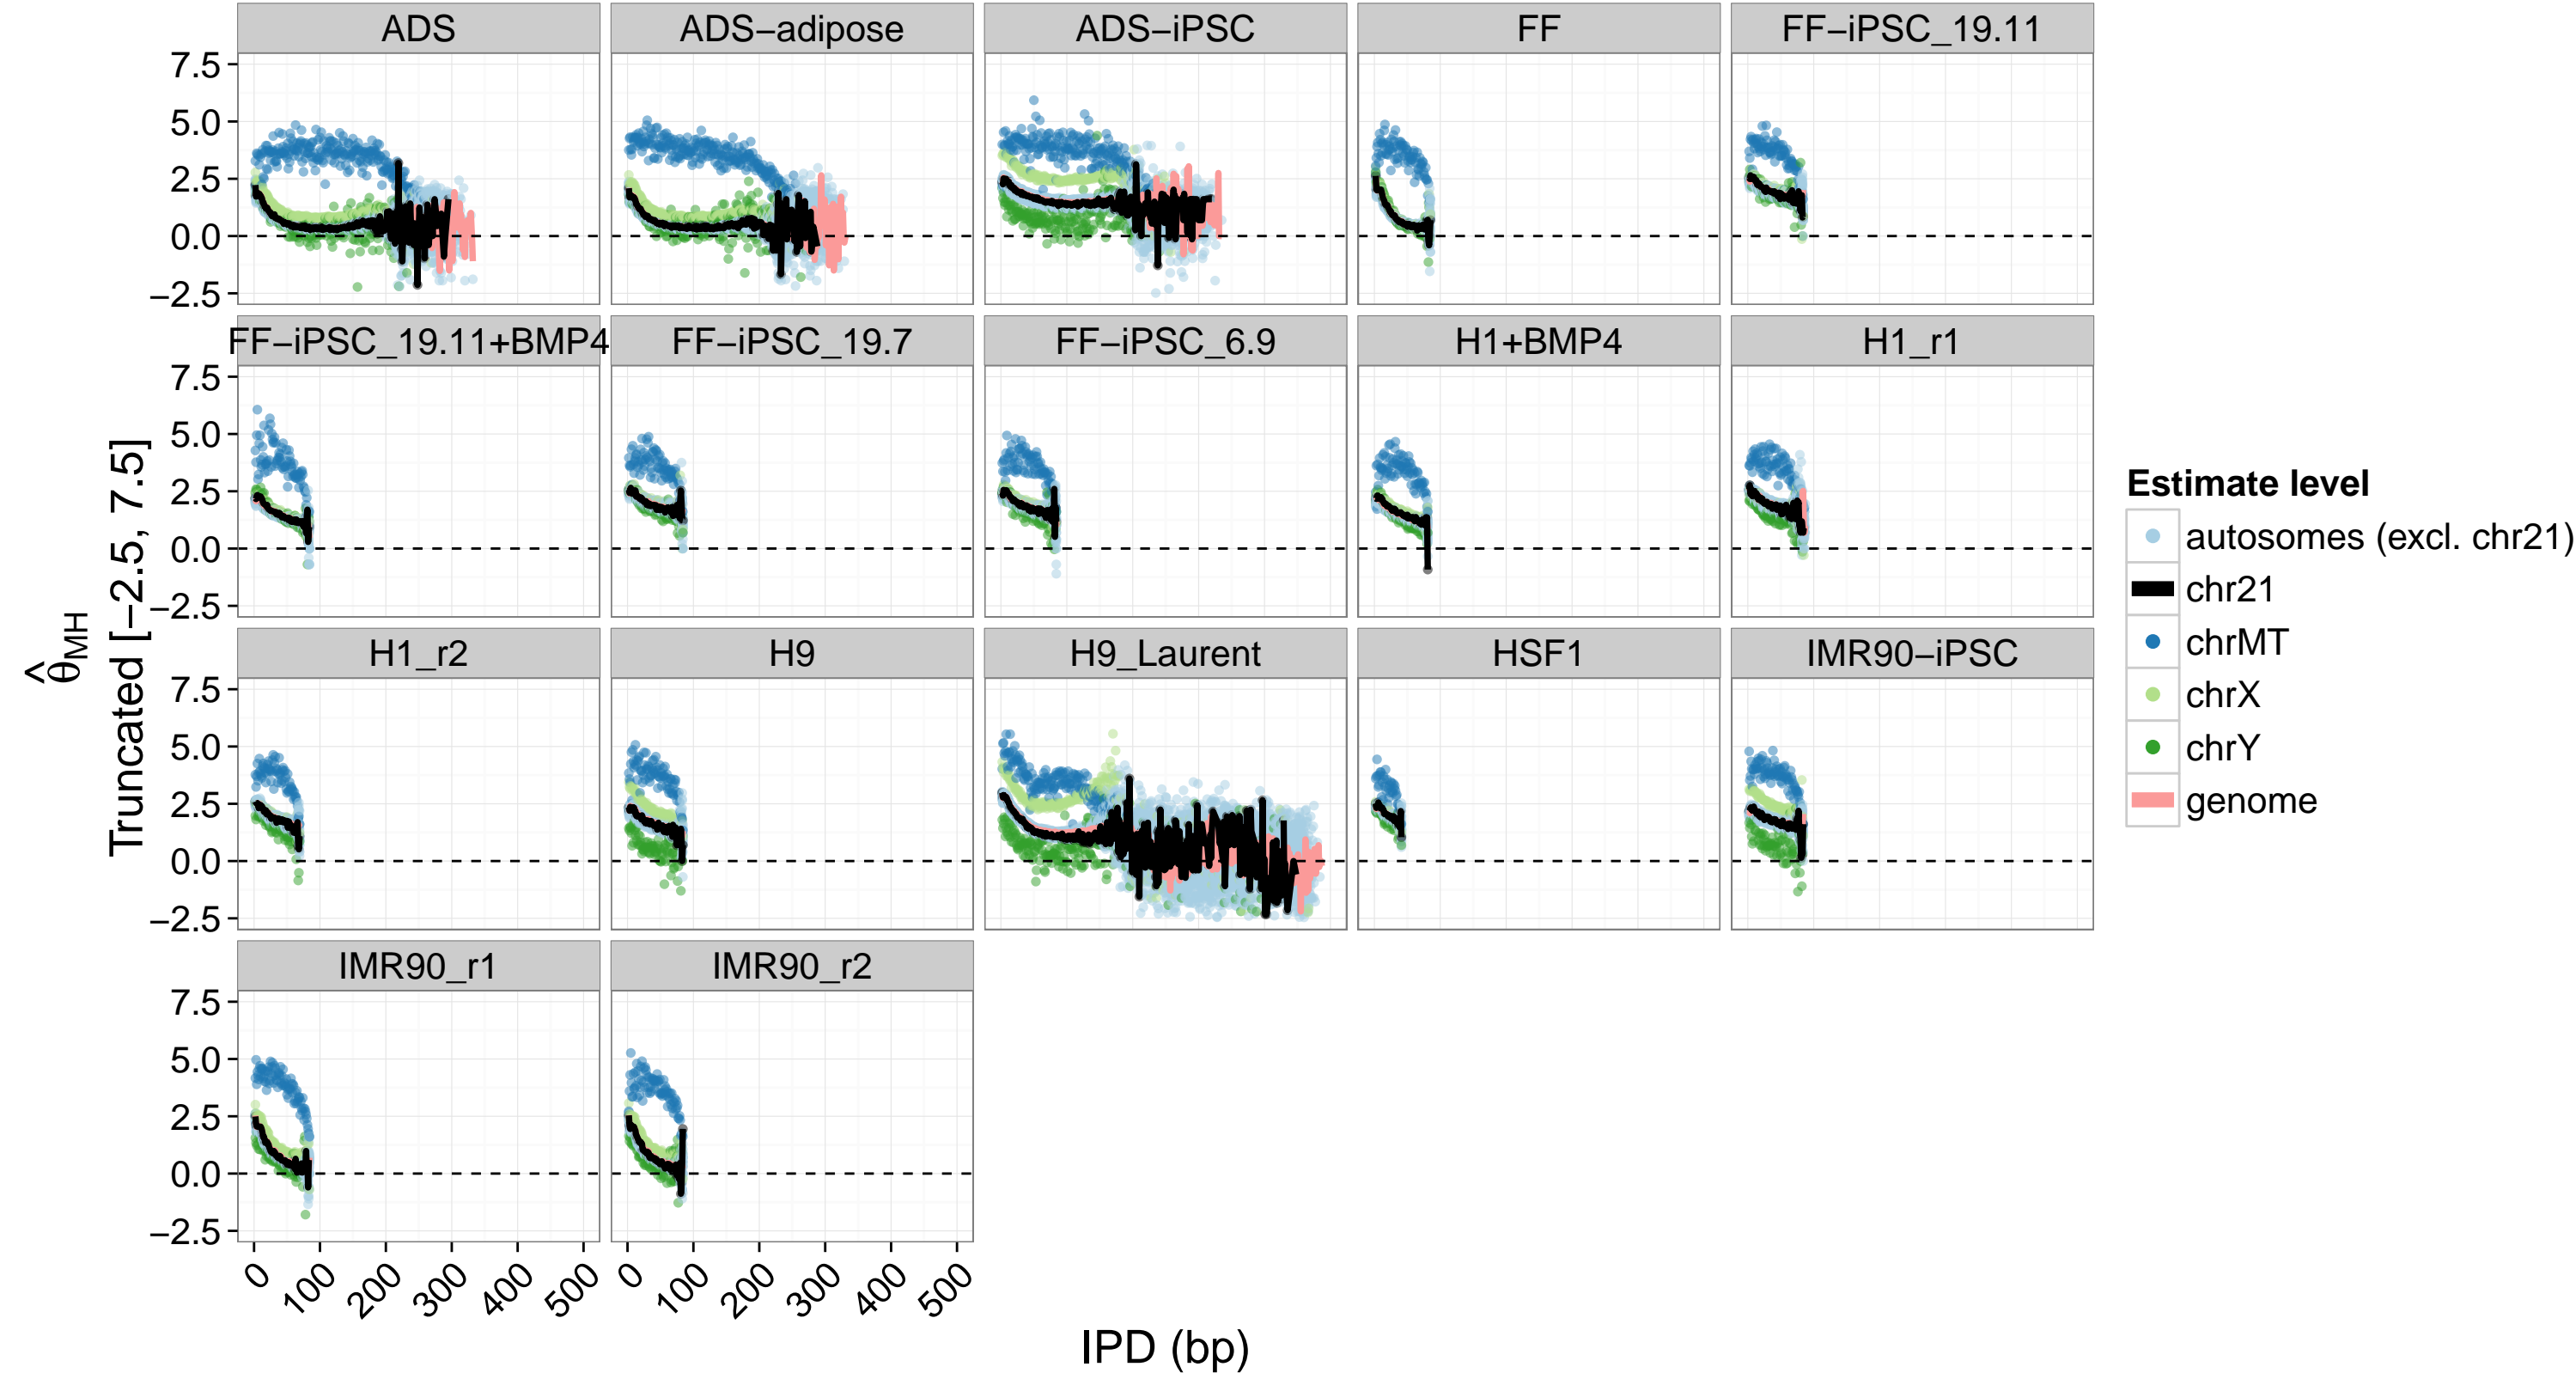 ADS ADS−adipose ADS−iPSC FF FF−iPSC_19.11
7.5
5.0
2.5
0.0
−2.5
FF−iPSC_19.11+BMP4 FF−iPSC_19.7 FF−iPSC_6.9 H1+BMP4 H1_r1
7.5
5.0
2.5
0.0
−2.5
H1_r2 H9 H9_Laurent HSF1 IMR90−iPSC
7.5
5.0
2.5
0.0
−2.5
IMR90_r1 IMR90_r2
7.5
5.0
2.5
0.0
−2.5
0 100 200 300 400 500 0 100 200 300 400 500
IPD (bp)
θ̂MH
Truncated [−2.5, 7.5]
Estimate level
autosomes (excl. chr21)
chr21
chrMT
chrX
chrY
genome